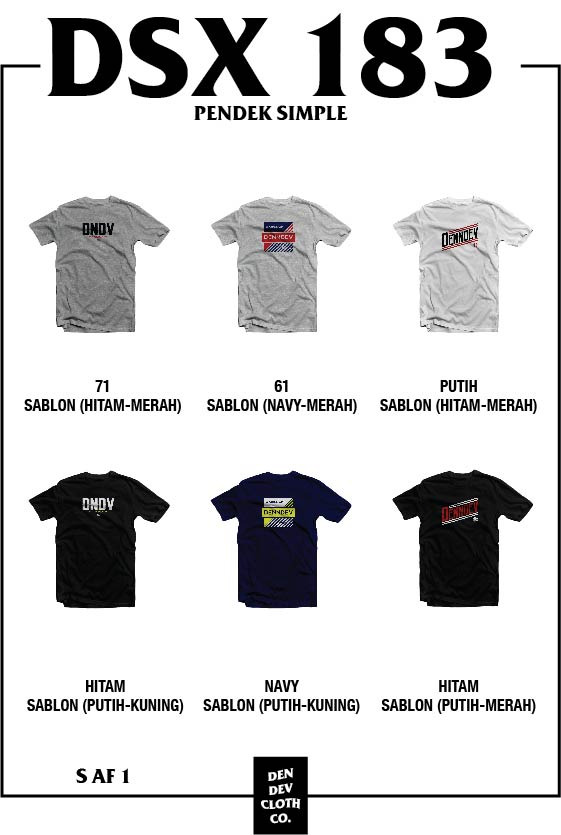 DSX 183
PENDEK SIMPLE
DNDV
DENNDEV
DENNDEV
71
SABLON (HITAM-MERAH)
61
SABLON (NAVY-MERAH)
PUTIH
SABLON (HITAM-MERAH)
DNDV
DENNDEV
DENNDEV
HITAM
SABLON (PUTIH-KUNING)
NAVY
SABLON (PUTIH-KUNING)
HITAM
SABLON (PUTIH-MERAH)
S AF 1
DEN
DEV
CLOTH
CO.